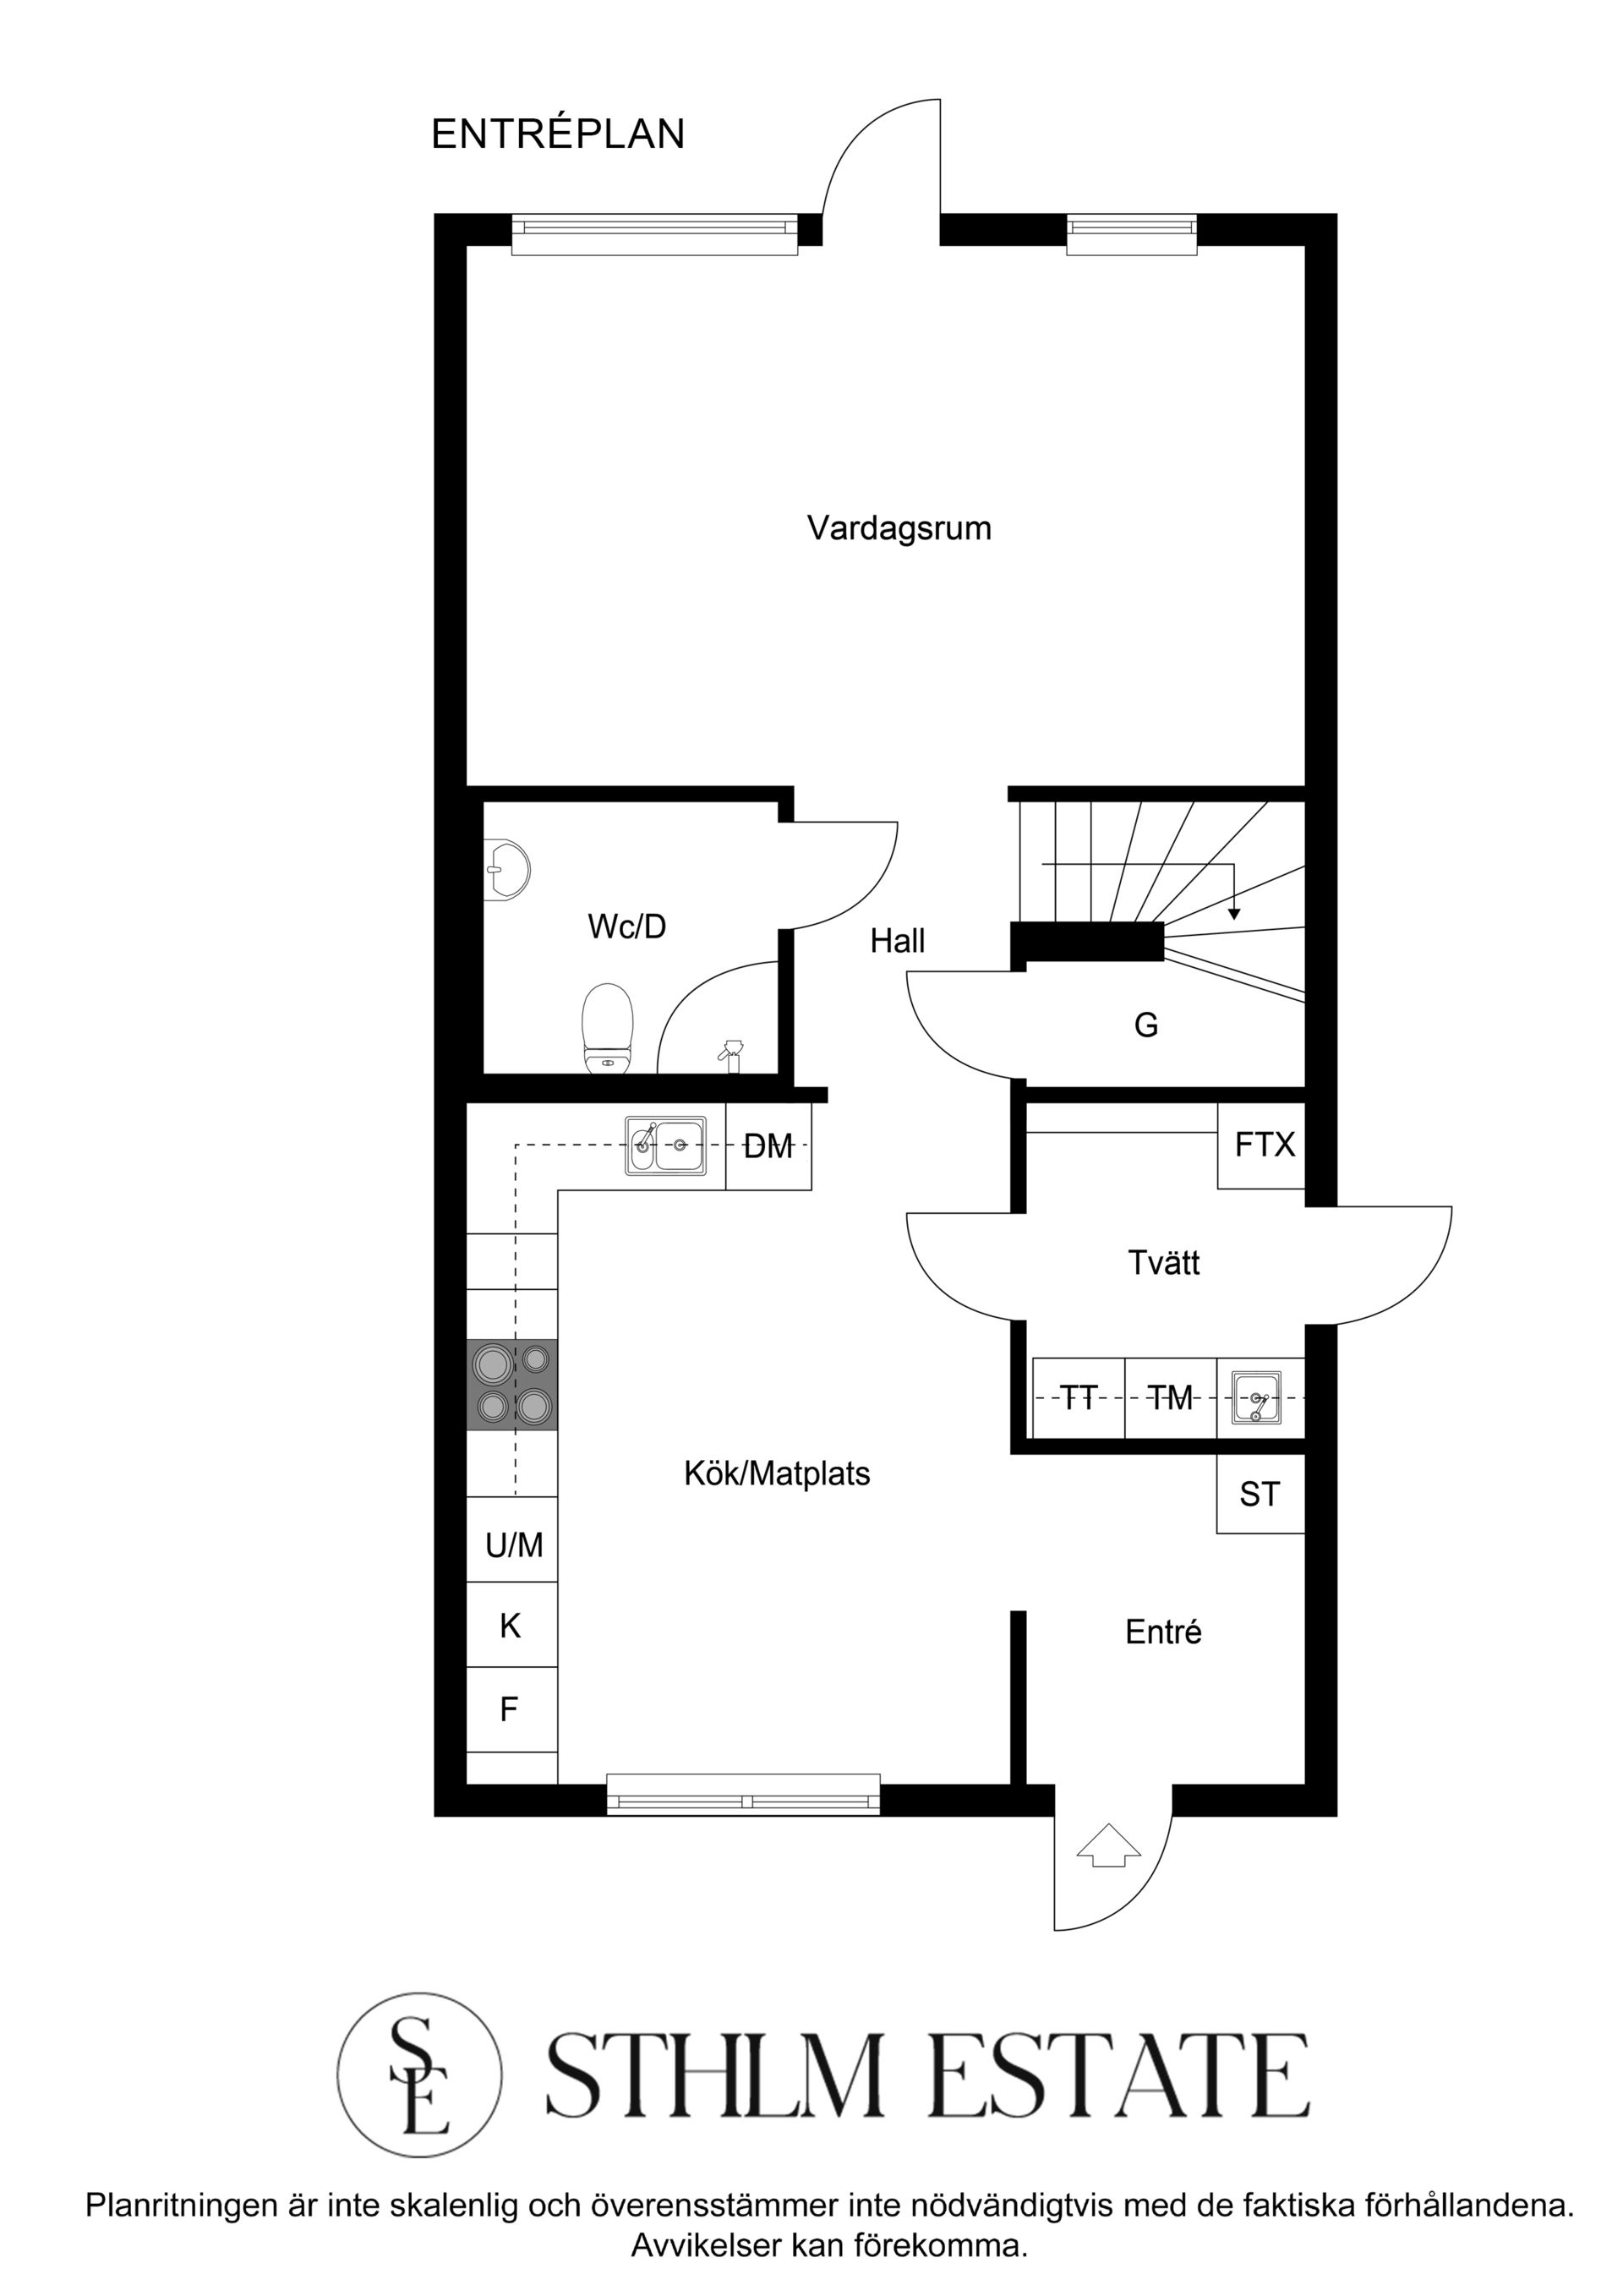 ENTRÉPLAN
Vardagsrum
Wc/D
Hall
G
DM
FTX
Tvätt
TT
TM
Kök/Matplats
ST
U/M
K
Entré
F
SE
STHLM ESTATE
Planritningen är inte skalenlig och överensstämmer inte nödvändigtvis med de faktiska förhållandena.
Avvikelser kan förekomma.